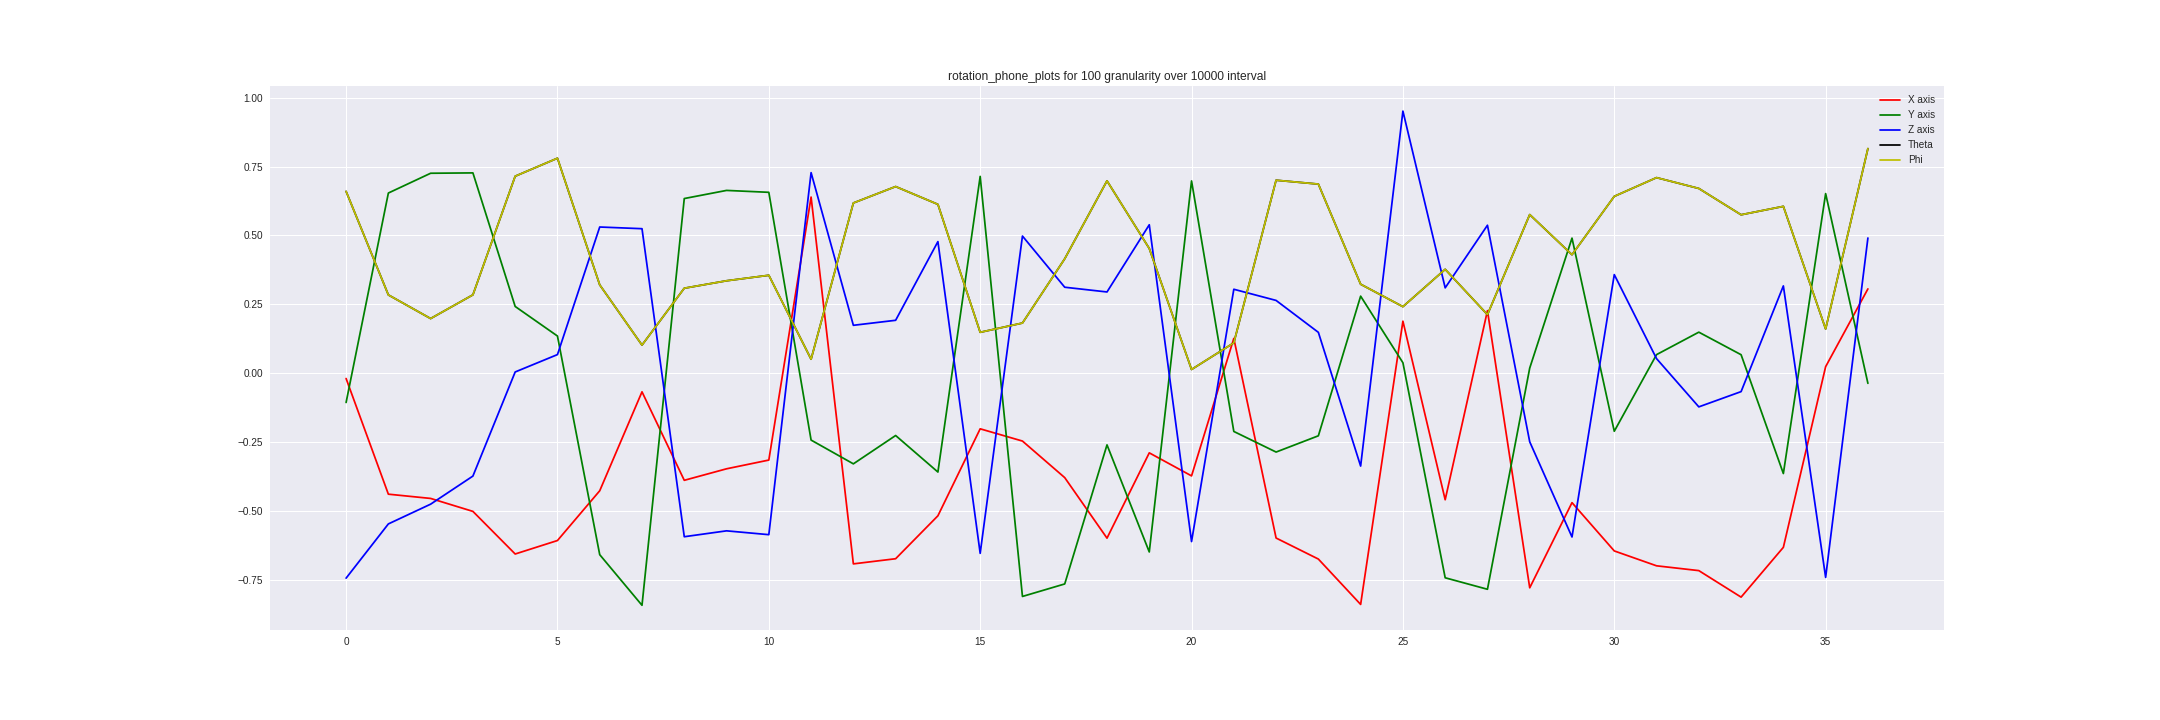 rotation_phone_plots for 100 granularity over 10000 interval
1.00
0.75
0.50
0.25
0.00
−0.25
−0.50
−0.75
0 5 10 15 20 25 30 35
X axis
Y axis
Z axis
Theta
Phi